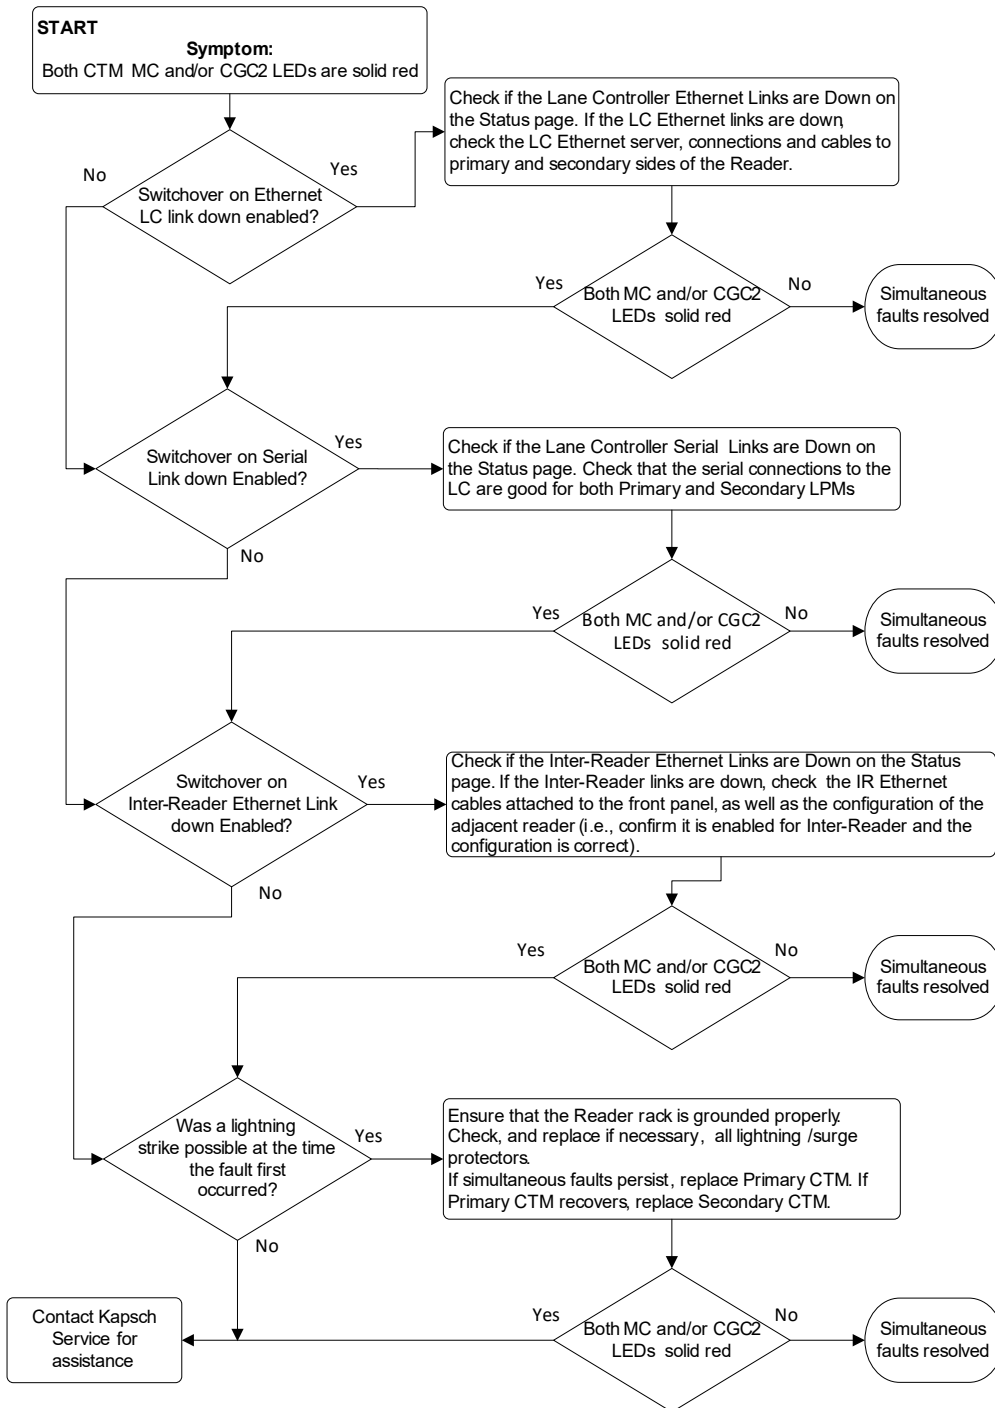 START
Symptom:
Both CTM MC and/or CGC2 LEDs are solid red
Check if the Lane Controller Ethernet Links are Down on
the Status page. If the LC Ethernet links are down,
check the LC Ethernet server, connections and cables to
primary and secondary sides of the Reader.
No
Yes
Switchover on Ethernet
LC link down enabled?
Yes
No
Both MC and/or CGC2
LEDs solid red
Simultaneous
faults resolved
Switchover on Serial
Link down Enabled?
Yes
No
Check if the Lane Controller Serial Links are Down on
the Status page. Check that the serial connections to the
LC are good for both Primary and Secondary LPMs
Yes
No
Both MC and/or CGC2
LEDs solid red
Simultaneous
faults resolved
Switchover on
Inter-Reader Ethernet Link
down Enabled?
Yes
No
Check if the Inter-Reader Ethernet Links are Down on the Status
page. If the Inter-Reader links are down, check the IR Ethernet
cables attached to the front panel, as well as the configuration of the
adjacent reader (i.e., confirm it is enabled for Inter-Reader and the
configuration is correct).
Yes
No
Both MC and/or CGC2
LEDs solid red
Simultaneous
faults resolved
Was a lightning
strike possible at the time
the fault first
occurred?
Yes
No
Ensure that the Reader rack is grounded properly.
Check, and replace if necessary, all lightning /surge
protectors.
If simultaneous faults persist, replace Primary CTM. If
Primary CTM recovers, replace Secondary CTM.
Contact Kapsch
Service for
assistance
Yes
No
Both MC and/or CGC2
LEDs solid red
Simultaneous
faults resolved